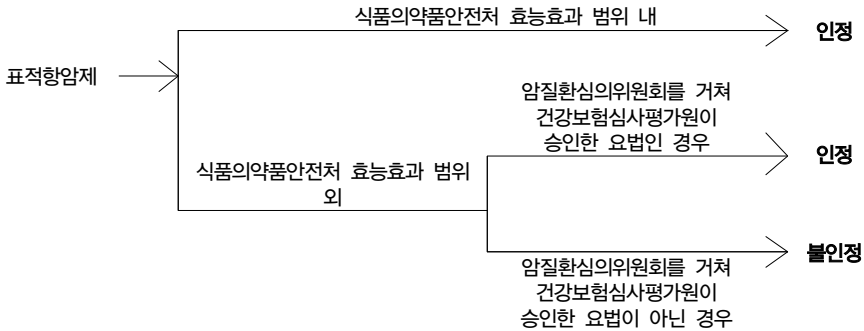 식품의약품안전처 효능효과 범위 내
인정
표적항암제
암질환심의위원회를 거쳐
건강보험심사평가원이
승인한 요법인 경우
인정
식품의약품안전처 효능효과 범위
외
불인정
암질환심의위원회를 거쳐
건강보험심사평가원이
승인한 요법이 아닌 경우